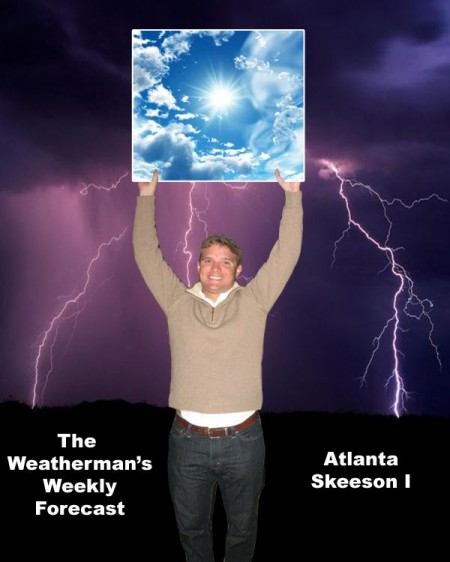 The
Weatherman's
Weekly
Forecast
Atlanta
Skeeson I